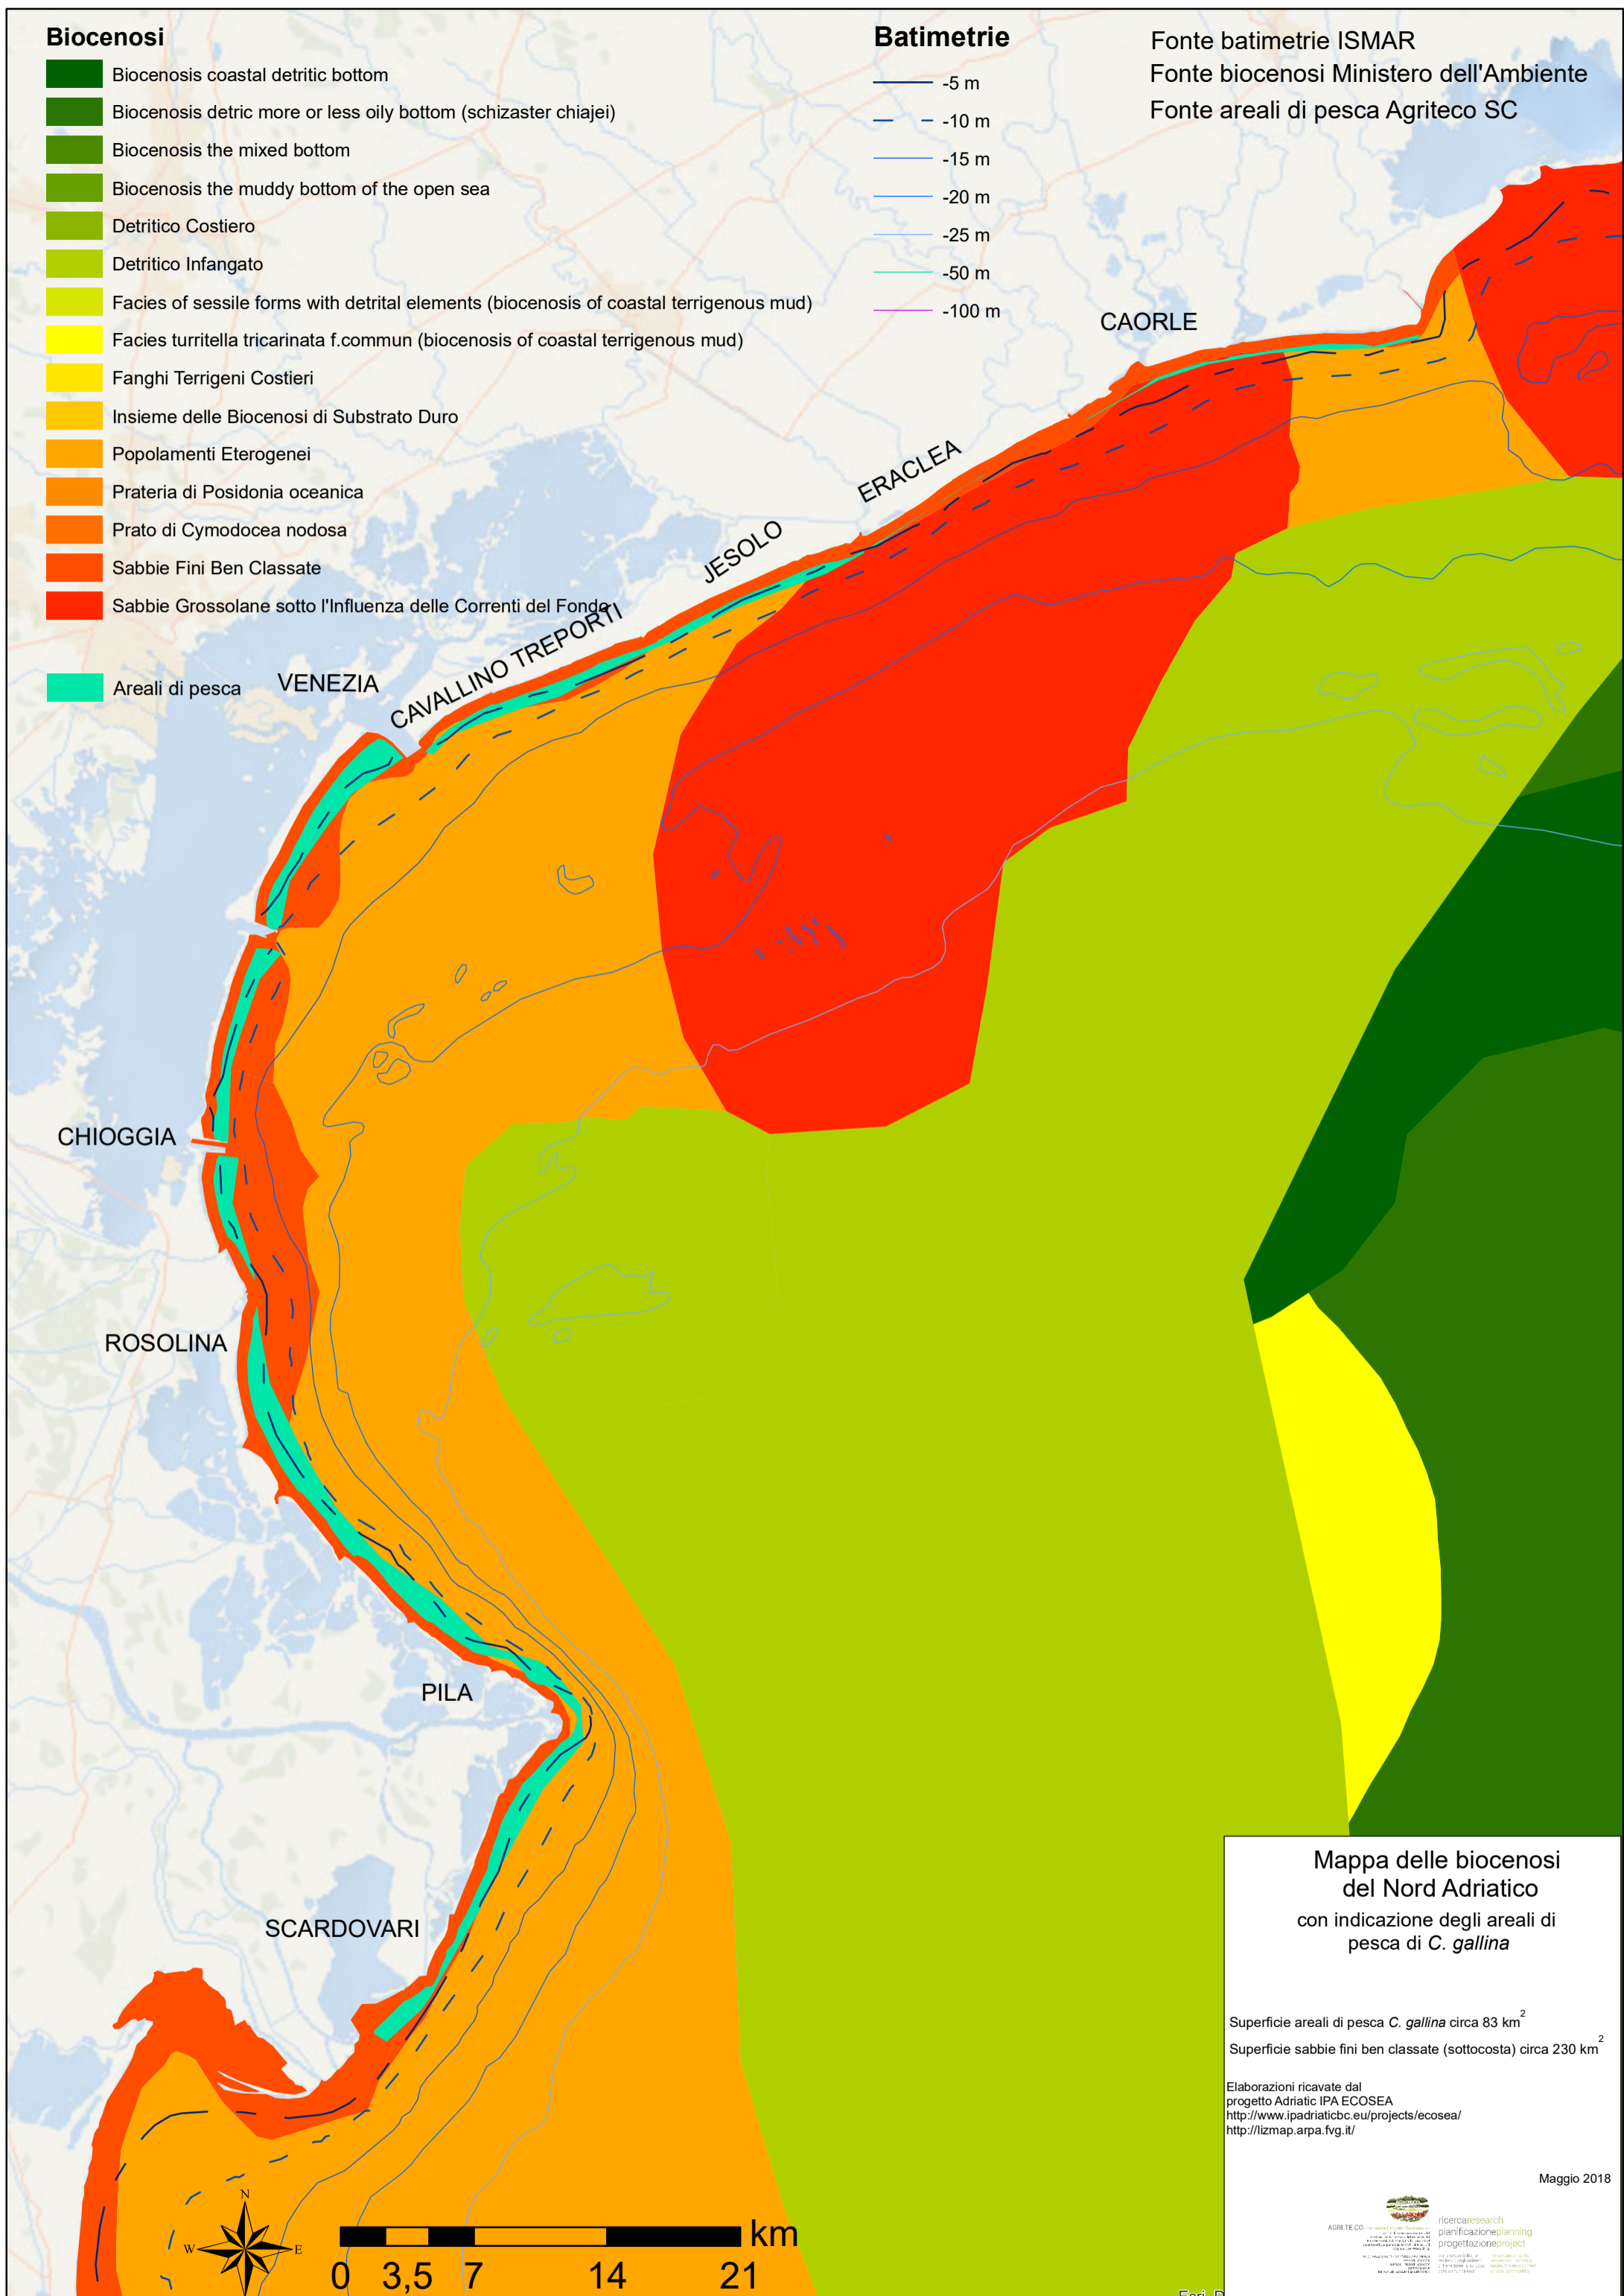 Biocenosi
Biocenosis coastal detritic bottom
Biocenosis detric more or less oily bottom (schizaster chiajei)
Biocenosis the mixed bottom
Biocenosis the muddy bottom of the open sea
Detritico Costiero
Detritico Infangato
Facies of sessile forms with detrital elements (biocenosis of coastal terrigenous mud)
Facies turritella tricarinata f.commun (biocenosis of coastal terrigenous mud)
Fanghi Terrigeni Costieri
Insieme delle Biocenosi di Substrato Duro
Popolamenti Eterogenei
Prateria di Posidonia oceanica
Prato di Cymodocea nodosa
Sabbie Fini Ben Classate
Sabbie Grossolane sotto l'Influenza delle Correnti del Fondo
Areali di pesca
Batimetrie
-5 m
-10 m
-15 m
-20 m
-25 m
-50 m
-100 m
Fonte batimetrie ISMAR
Fonte biocenosi Ministero dell'Ambiente
Fonte areali di pesca Agriteco SC
CAORLE
ERACLEA
JESOLO
CAVALLINO TREPORTI
VENEZIA
CHIOGGIA
ROSOLINA
PILA
SCARDOVARI
N
W
E
S
km
0 3,5 7 14 21
Mappa delle biocenosi
del Nord Adriatico
con indicazione degli areali di
pesca di C. gallina
Superficie areali di pesca C. gallina circa 83 km2
Superficie sabbie fini ben classate (sottocosta) circa 230 km2
Elaborazioni ricavate dal
progetto Adriatic IPA ECOSEA
http://www.ipadriaticbc.eu/projects/ecosea/
http://lizmap.arpa.fvg.it/
Maggio 2018
AGRI.TE.CO.
ricercaresearch
pianificazioneplanning
progettazioneproject